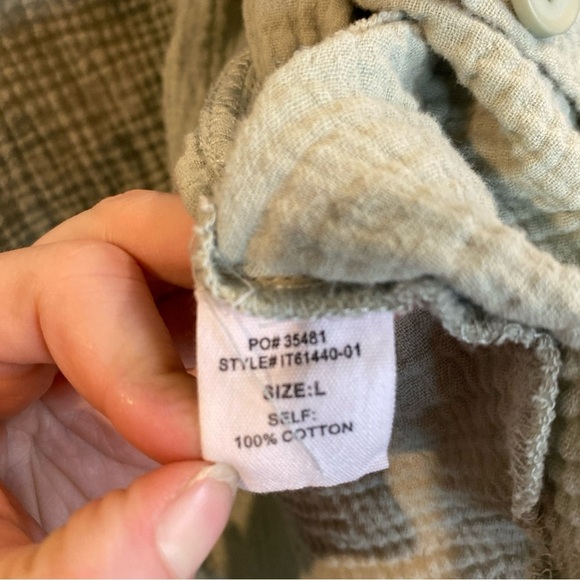 PO# 35481
STYLE# IT61440-01
SIZE:L
SELF:
100% COTTON